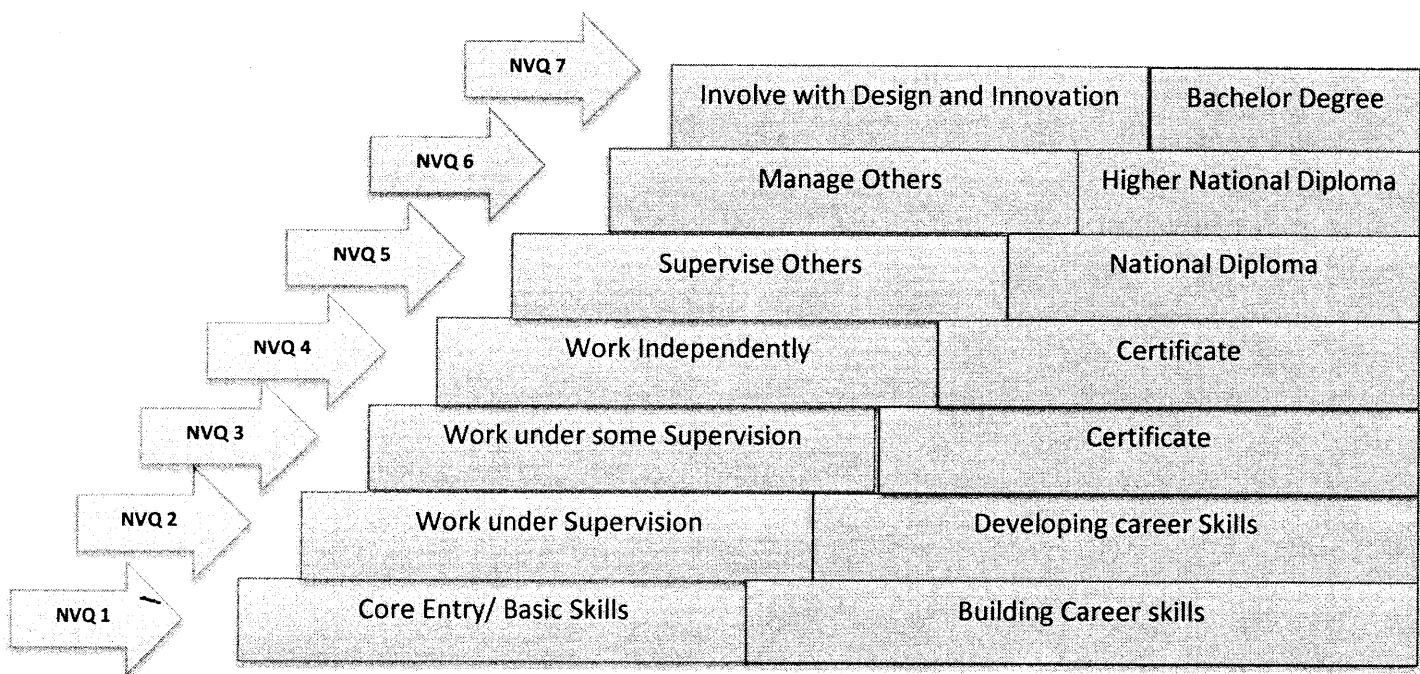 NVQ 7
Involve with Design and Innovation
Bachelor Degree
NVQ 6
Manage Others
Higher National Diploma
NVQ 5
Supervise Others
National Diploma
NVQ 4
Work Independently
Certificate
NVQ 3
Work under some Supervision
Certificate
NVQ 2
Work under Supervision
Developing career Skills
NVQ 1
Core Entry/ Basic Skills
Building Career skills